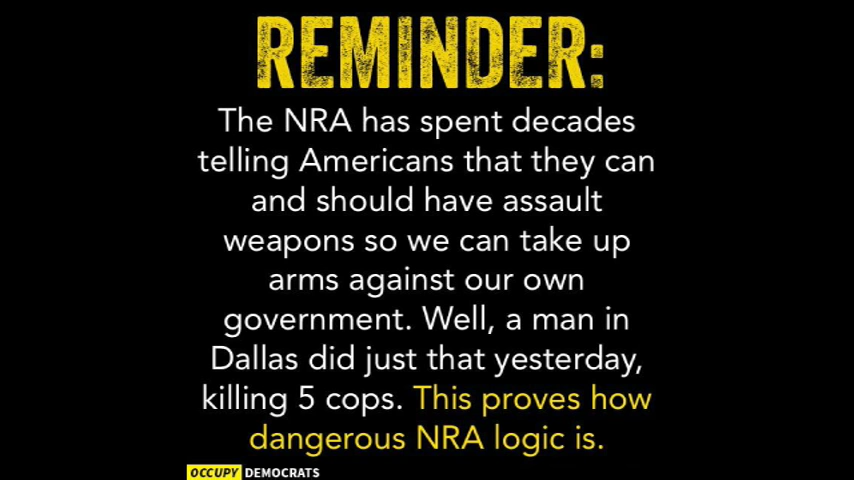 REMINDER:
The NRA has spent decades
telling Americans that they can
and should have assault
weapons so we can take up
arms against our own
government. Well, a man in
Dallas did just that yesterday,
killing 5 cops. This proves how
dangerous NRA logic is.
OCCUPY DEMOCRATS